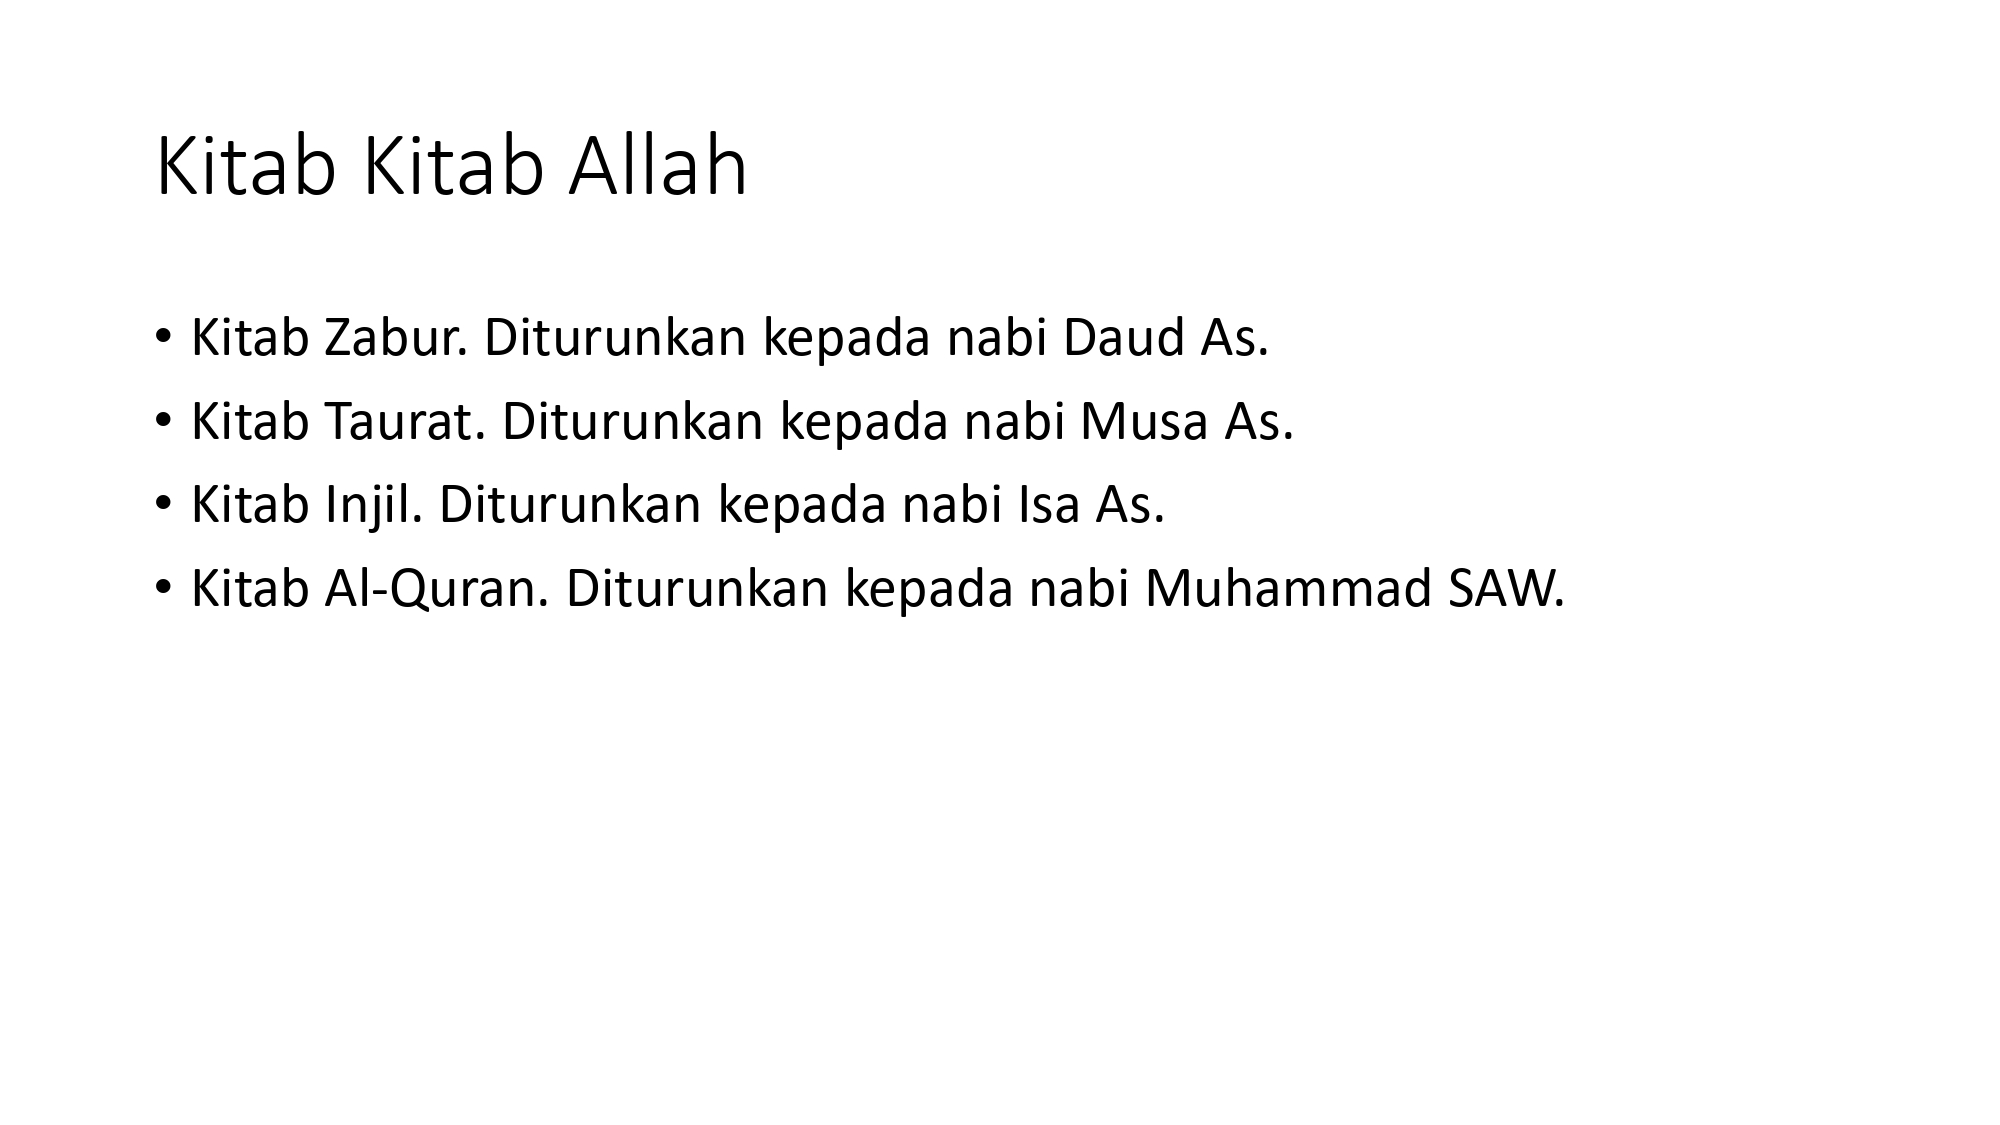 Kitab Kitab Allah
• Kitab Zabur. Diturunkan kepada nabi Daud As.
• Kitab Taurat. Diturunkan kepada nabi Musa As.
• Kitab Injil. Diturunkan kepada nabi Isa As.
• Kitab Al-Quran. Diturunkan kepada nabi Muhammad SAW.